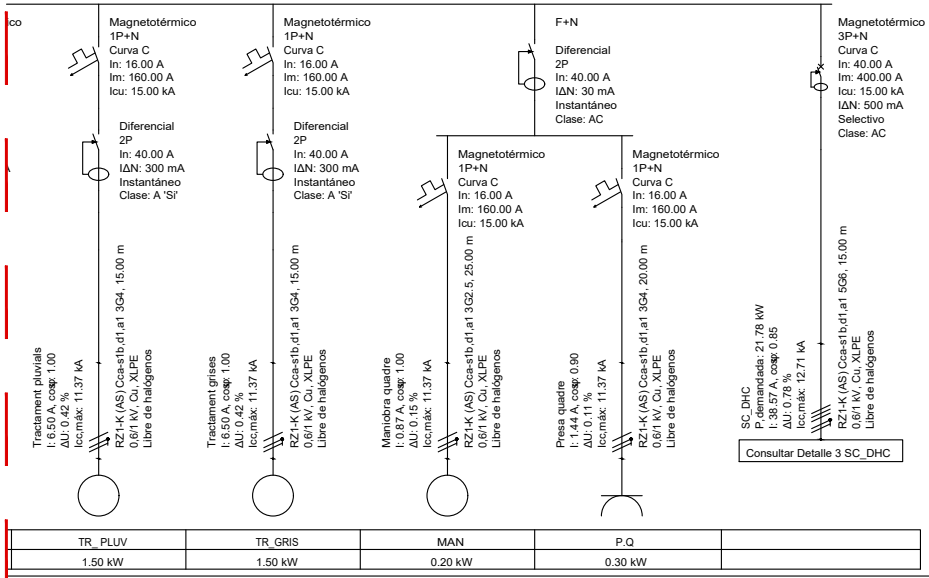 ico
Magnetotérmico
1P+N
Curva C
In: 16.00 A
Im: 160.00 A
Icu: 15.00 kA
Diferencial
2P
In: 40.00 A
IΔN: 300 mA
Instantáneo
Clase: A 'Si'
Tractament pluvials
I: 6.50 A, cosφ: 1.00
ΔU: 0.42 %
Icc,máx: 11.37 kA
RZ1-K (AS) Cca-s1b,d1,a1 3G4, 15.00 m
0,6/1 kV, Cu, XLPE
Libre de halógenos
Magnetotérmico
1P+N
Curva C
In: 16.00 A
Im: 160.00 A
Icu: 15.00 kA
Diferencial
2P
In: 40.00 A
IΔN: 300 mA
Instantáneo
Clase: A 'Si'
Tractament grises
I: 6.50 A, cosφ: 1.00
ΔU: 0.42 %
Icc,máx: 11.37 kA
RZ1-K (AS) Cca-s1b,d1,a1 3G4, 15.00 m
0,6/1 kV, Cu, XLPE
Libre de halógenos
F+N
Diferencial
2P
In: 40.00 A
IΔN: 30 mA
Instantáneo
Clase: AC
Magnetotérmico
1P+N
Curva C
In: 16.00 A
Im: 160.00 A
Icu: 15.00 kA
Maniobra quadre
I: 0.87 A, cosφ: 1.00
ΔU: 0.15 %
Icc,máx: 11.37 kA
RZ1-K (AS) Cca-s1b,d1,a1 3G2.5, 25.00 m
0,6/1 kV, Cu, XLPE
Libre de halógenos
Magnetotérmico
1P+N
Curva C
In: 16.00 A
Im: 160.00 A
Icu: 15.00 kA
Presa quadre
I: 1.44 A, cosφ: 0.90
ΔU: 0.11 %
Icc,máx: 11.37 kA
RZ1-K (AS) Cca-s1b,d1,a1 3G4, 20.00 m
0,6/1 kV, Cu, XLPE
Libre de halógenos
Magnetotérmico
3P+N
Curva C
In: 40.00 A
Im: 400.00 A
Icu: 15.00 kA
IΔN: 500 mA
Selectivo
Clase: AC
SC_DHC
P. demandada: 21.78 kW
I: 38.57 A, cosφ: 0.85
ΔU: 0.78 %
Icc,máx: 12.71 kA
RZ1-K (AS) Cca-s1b,d1,a1 5G6, 15.00 m
0,6/1 kV, Cu, XLPE
Libre de halógenos
Consultar Detalle 3 SC_DHC
TR_ PLUV TR_GRIS MAN P.Q
1.50 kW 1.50 kW 0.20 kW 0.30 kW